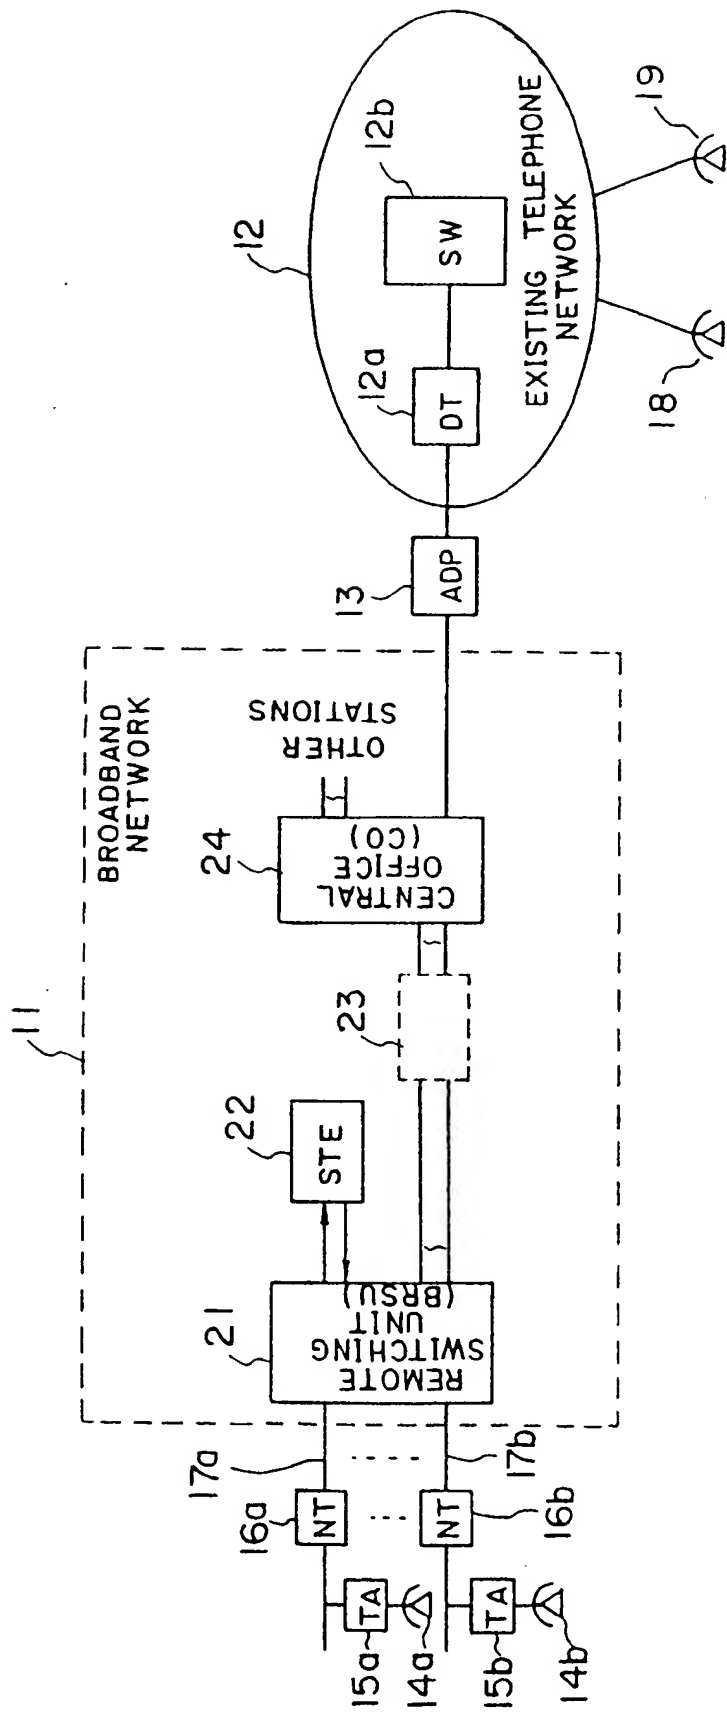 11
BROADBAND
NETWORK
12
12a
12b
DT
SW
EXISTING TELEPHONE
NETWORK
18
19
13
ADP
24
CENTRAL
OFFICE
(CO)
OTHER
STATIONS
23
22
STE
21
REMOTE
SWITCHING
UNIT
(BRSU)
17a
17b
16a
NT
NT
16b
TA
15a
14a
TA
15b
14b